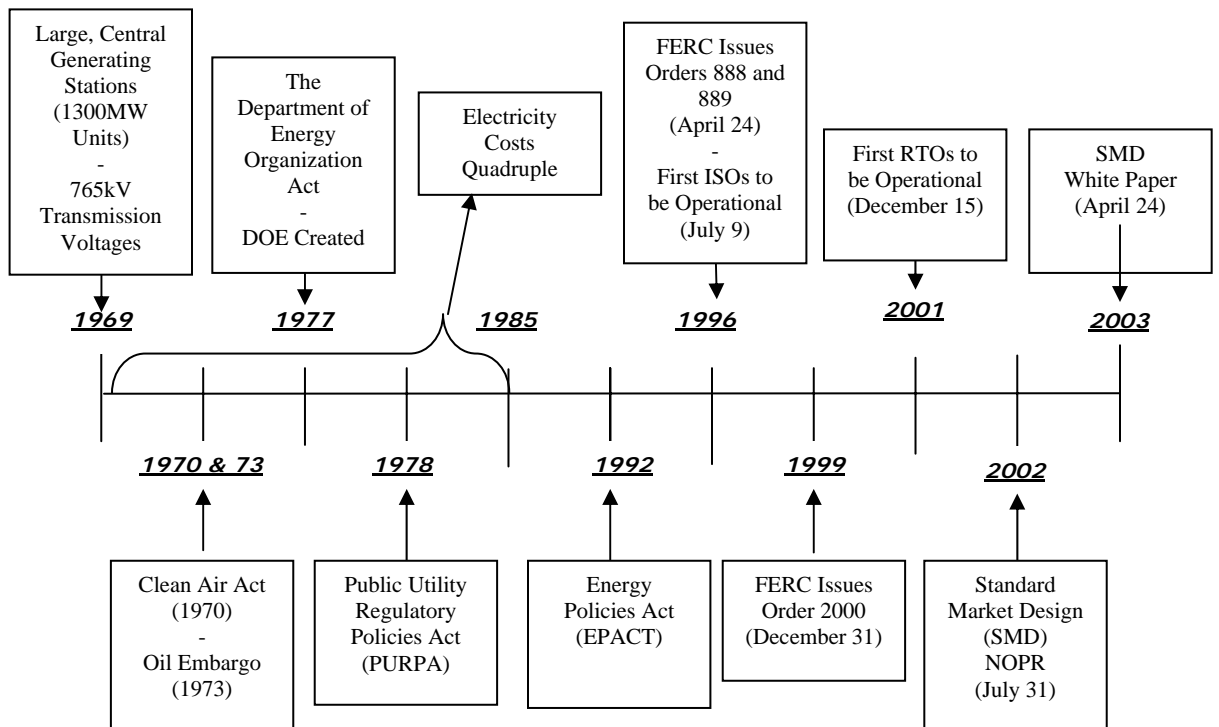 Large, Central
Generating
Stations
(1300MW
Units)
-
765kV
Transmission
Voltages
The
Department of
Energy
Organization
Act
-
DOE Created
Electricity
Costs
Quadruple
FERC Issues
Orders 888 and
889
(April 24)
-
First ISOs to
be Operational
(July 9)
First RTOs to
be Operational
(December 15)
SMD
White Paper
(April 24)
1969
1977
1985
1996
2001
2003
1970 & 73
1978
1992
1999
2002
Clean Air Act
(1970)
-
Oil Embargo
(1973)
Public Utility
Regulatory
Policies Act
(PURPA)
Energy
Policies Act
(EPACT)
FERC Issues
Order 2000
(December 31)
Standard
Market Design
(SMD)
NOPR
(July 31)